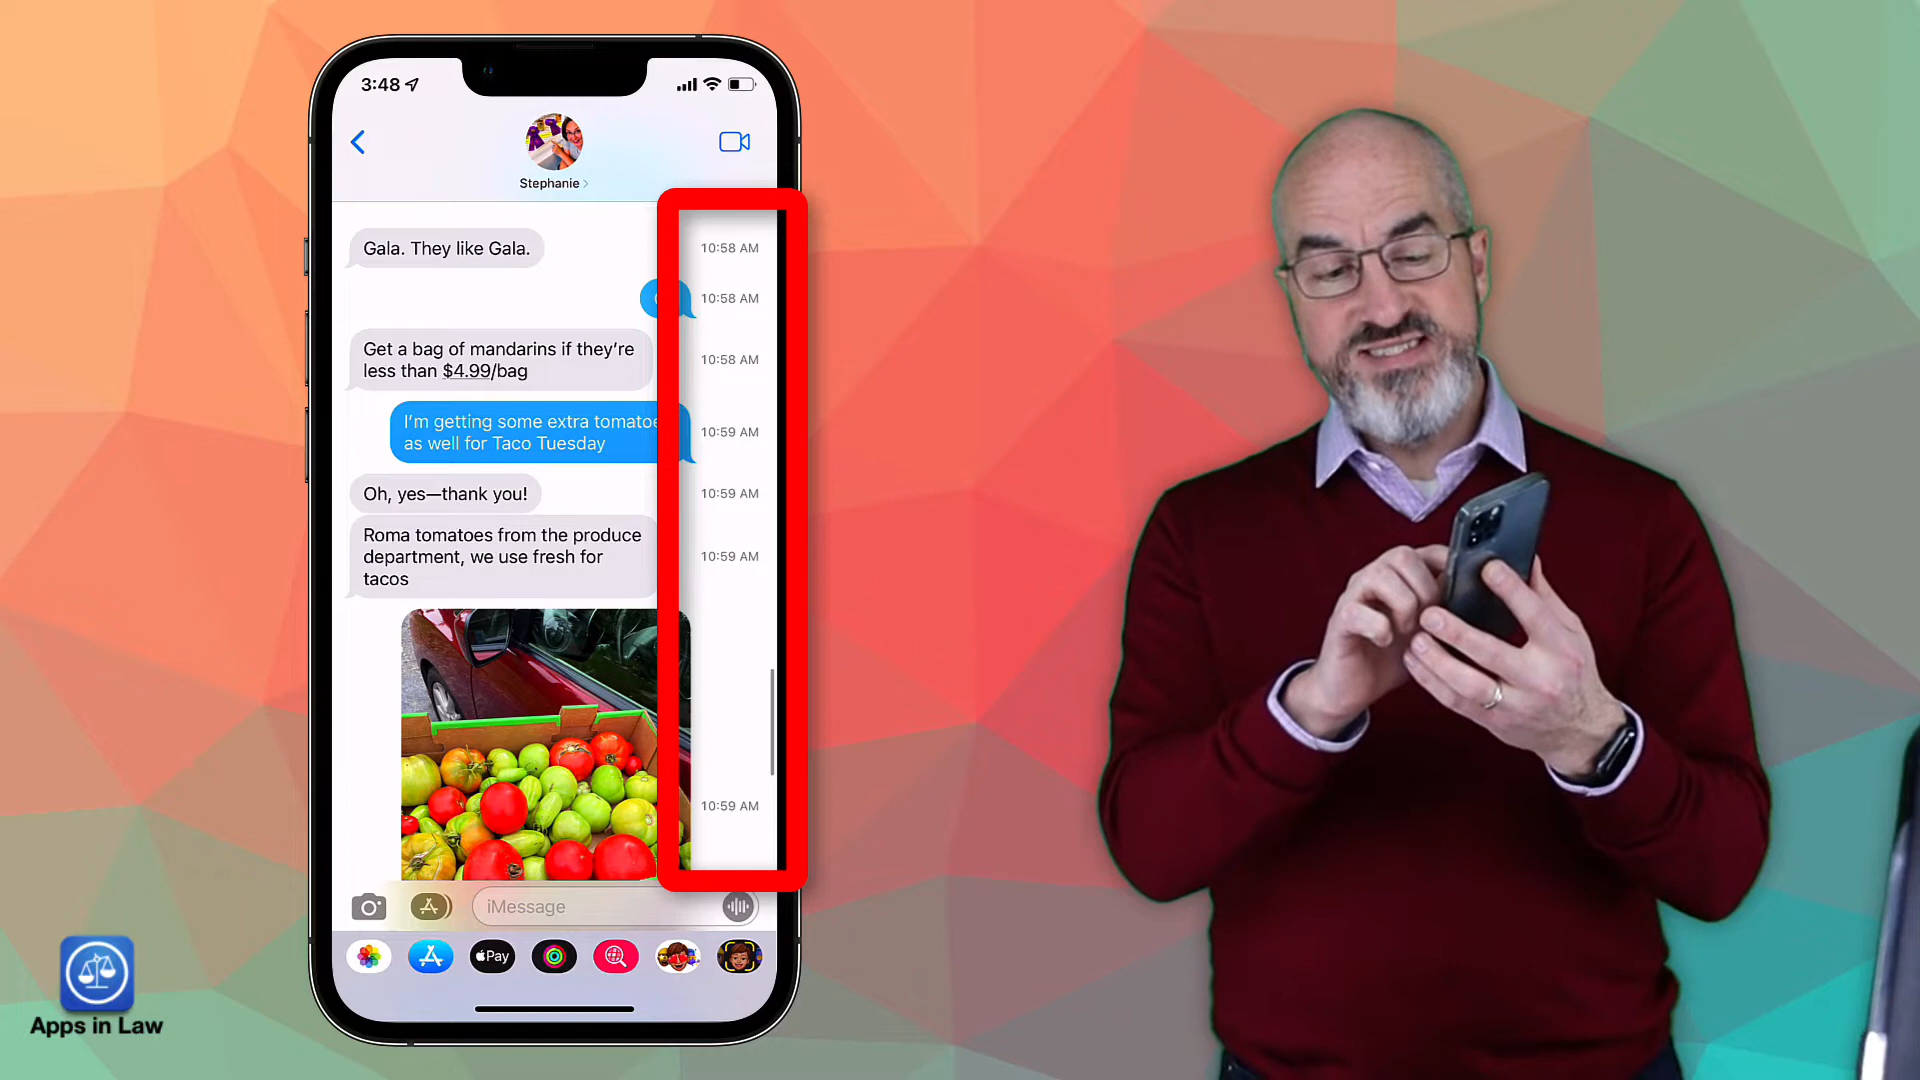 3:48
Stephanie
Gala. They like Gala.
10:58 AM
10:58 AM
Get a bag of mandarins if they’re
less than $4.99/bag
10:58 AM
I’m getting some extra tomatoe
as well for Taco Tuesday
10:59 AM
Oh, yes—thank you!
10:59 AM
Roma tomatoes from the produce
department, we use fresh for
tacos
10:59 AM
10:59 AM
iMessage
Pay
Apps in Law